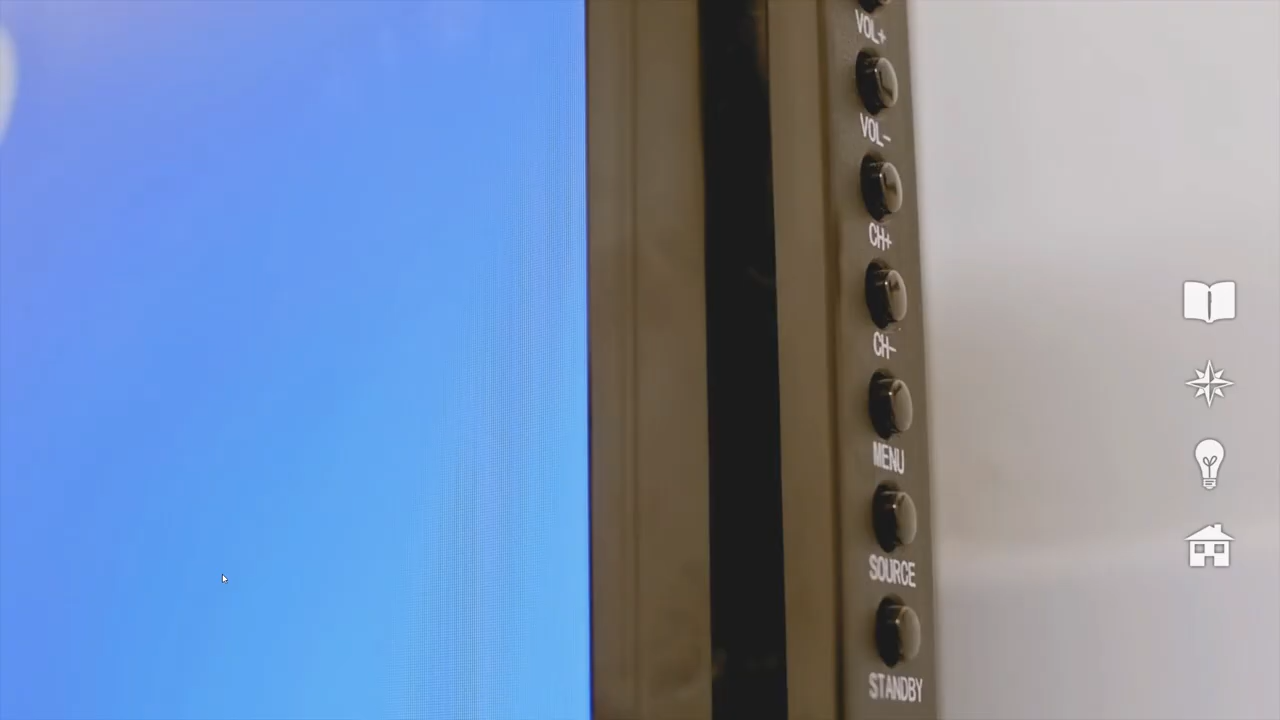 VOL+
VOL-
CH+
CH-
MENU
SOURCE
STANDBY